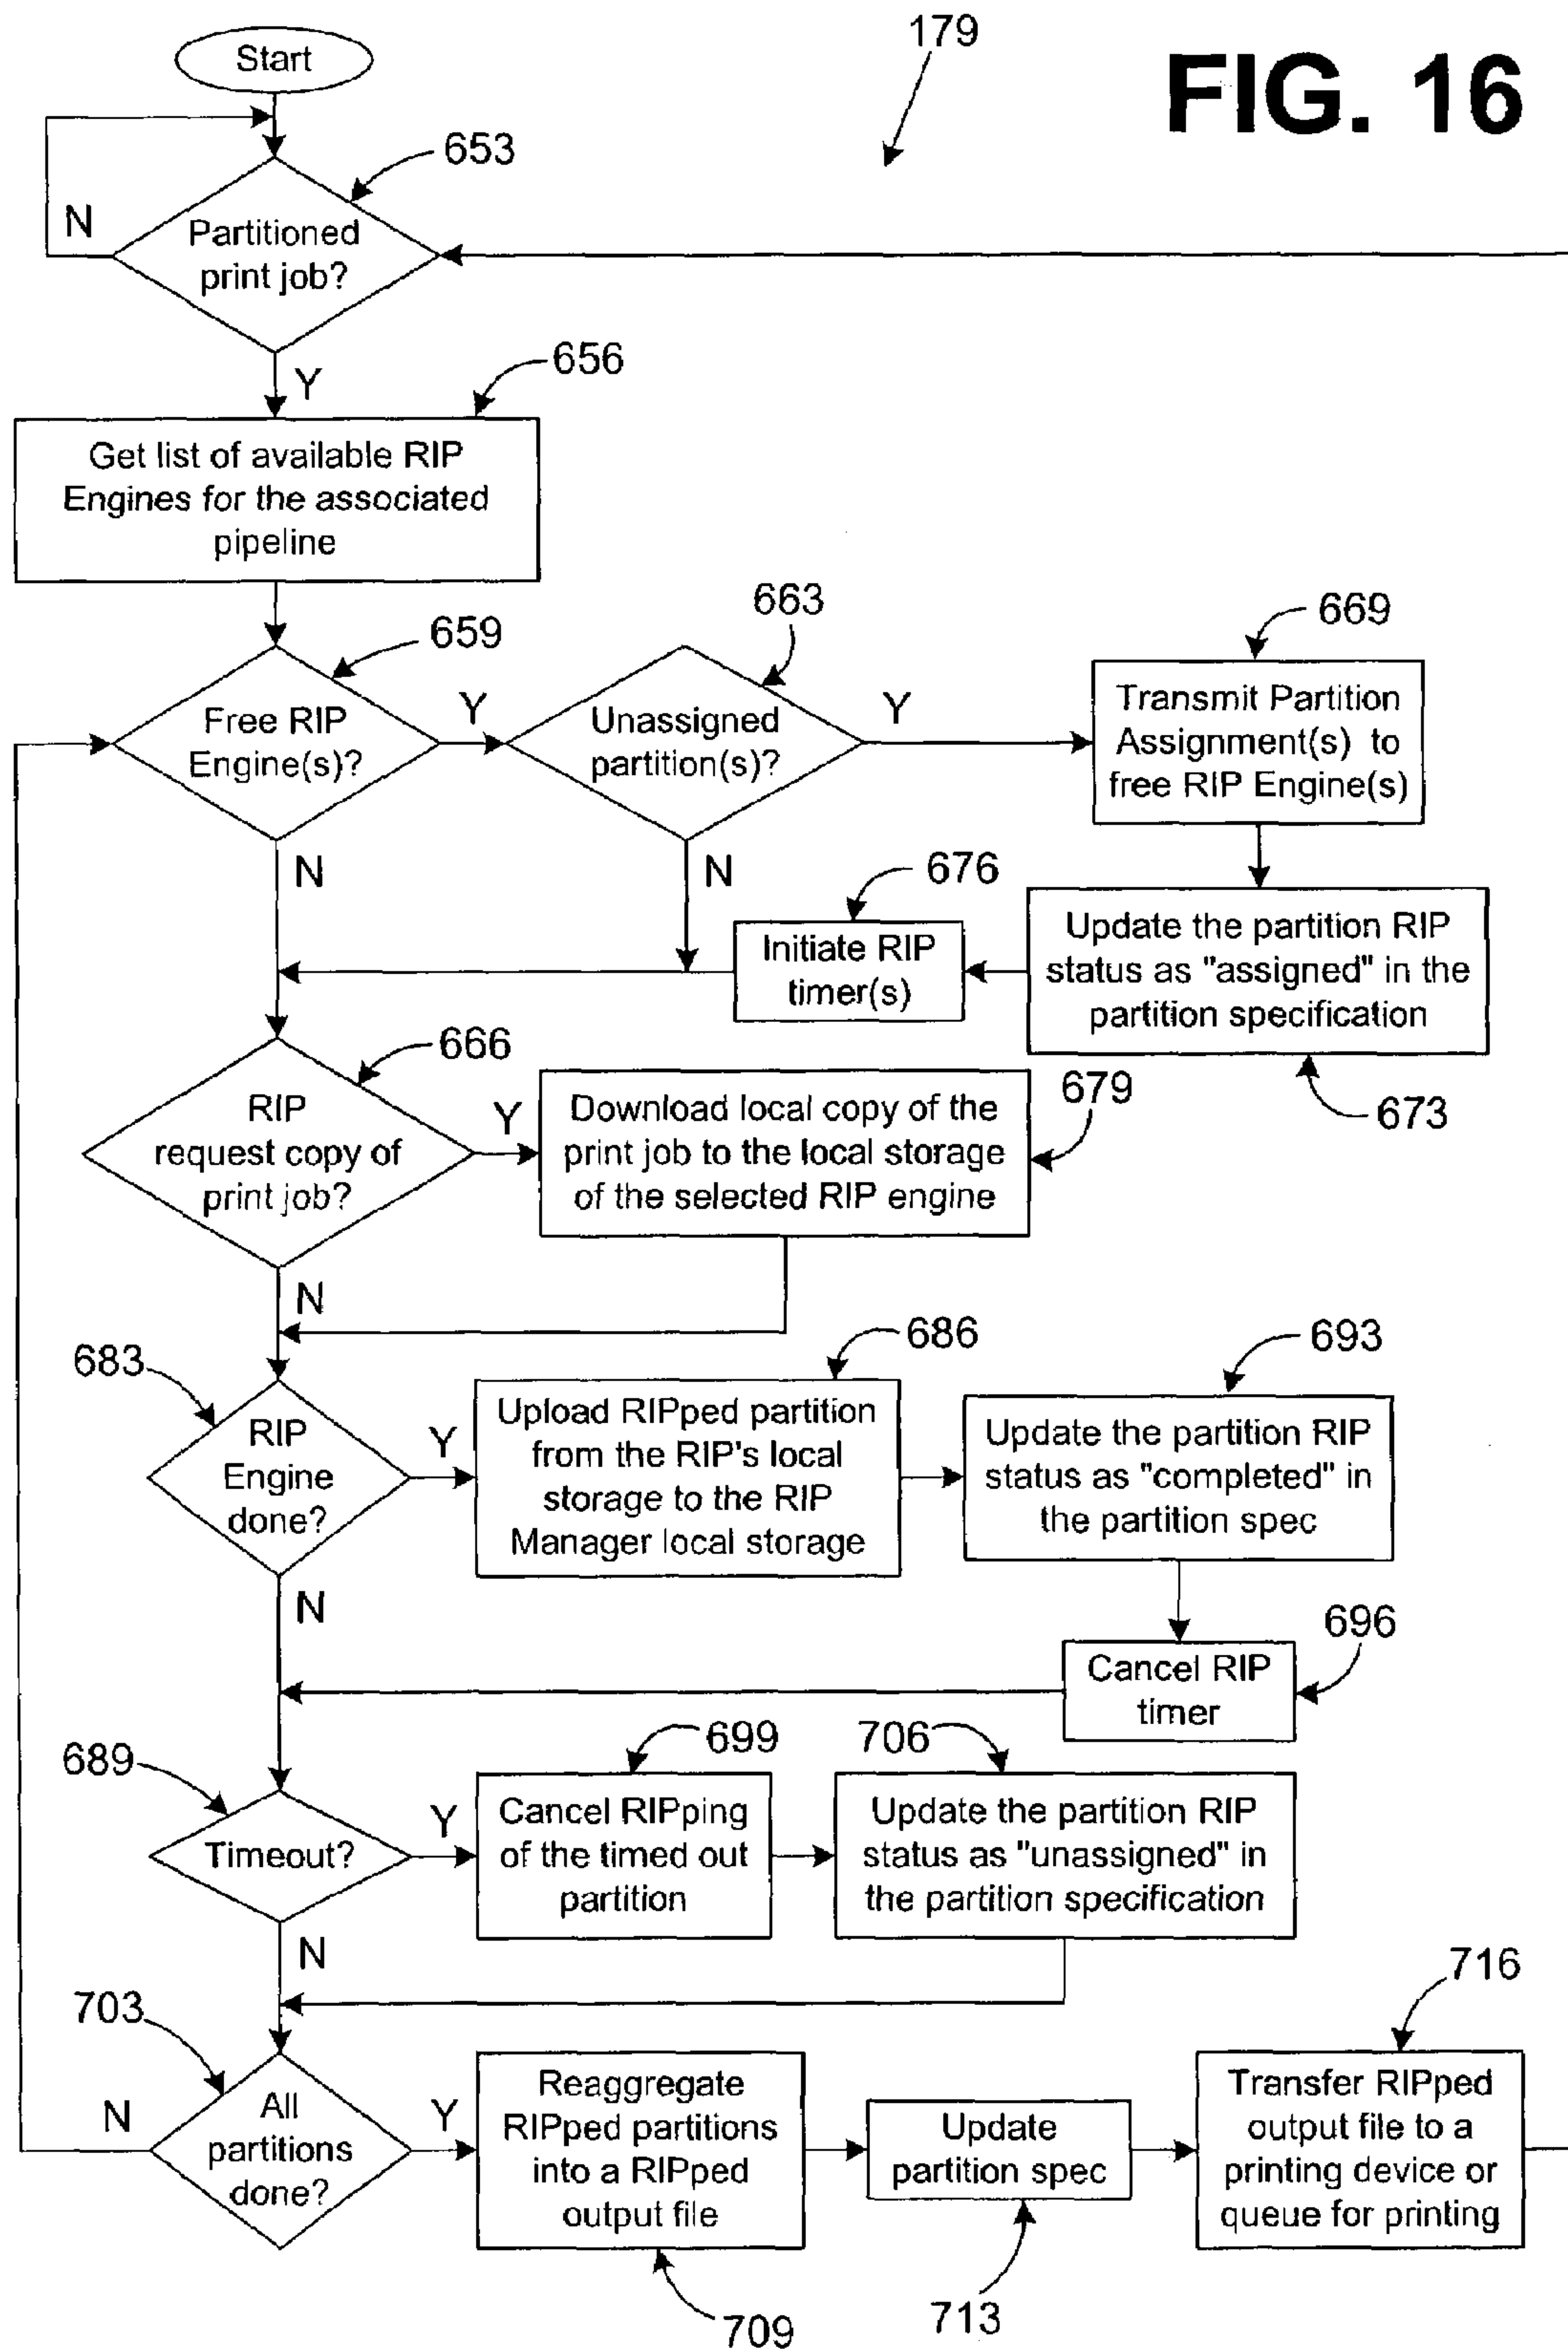 FIG. 16
179
Start
653
Partitioned
print job?
N
Y
656
Get list of available RIP
Engines for the associated
pipeline
659
Free RIP
Engine(s)?
Y
N
663
Unassigned
partition(s)?
Y
N
669
Transmit Partition
Assignment(s) to
free RIP Engine(s)
676
Initiate RIP
timer(s)
Update the partition RIP
status as "assigned" in the
partition specification
673
666
RIP
request copy of
print job?
Y
N
Download local copy of the
print job to the local storage
of the selected RIP engine
679
683
RIP
Engine
done?
Y
N
686
Upload RIPped partition
from the RIP's local
storage to the RIP
Manager local storage
693
Update the partition RIP
status as "completed" in
the partition spec
696
Cancel RIP
timer
689
Timeout?
Y
N
699
Cancel RIPping
of the timed out
partition
706
Update the partition RIP
status as "unassigned" in
the partition specification
703
All
partitions
done?
N
Y
Reaggregate
RIPped partitions
into a RIPped
output file
709
Update
partition spec
713
716
Transfer RIPped
output file to a
printing device or
queue for printing